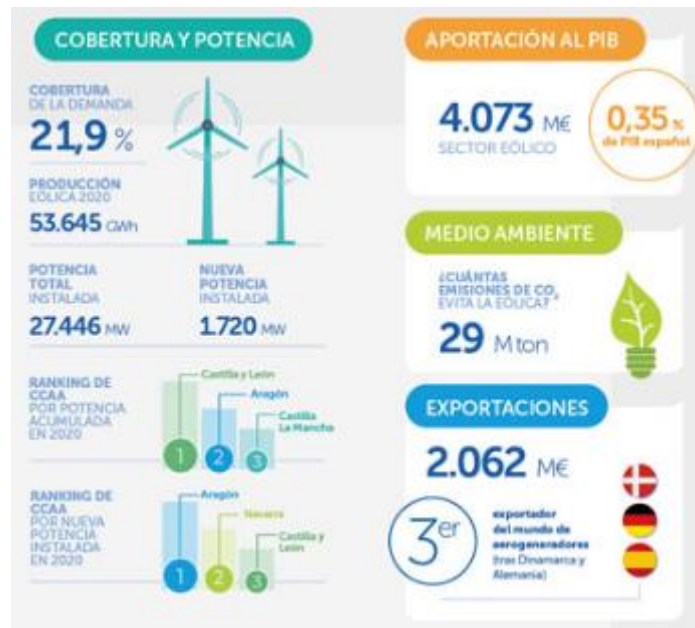 COBERTURA Y POTENCIA
COBERTURA
DE LA DEMANDA
21,9 %
PRODUCCIÓN
EÓLICA 2020
53.645 GWh
POTENCIA
TOTAL
INSTALADA
27.446 MW
NUEVA
POTENCIA
INSTALADA
1.720 MW
RANKING DE
CCAA
POR POTENCIA
ACUMULADA
EN 2020
Castilla y León
Aragón
Castilla
La Mancha
1
2
3
RANKING DE
CCAA
POR NUEVA
POTENCIA
INSTALADA
EN 2020
Aragón
Navarra
Castilla y
León
1
2
3
APORTACIÓN AL PIB
4.073 M€
SECTOR EÓLICO
0,35 %
de PIB español
MEDIO AMBIENTE
¿CUÁNTAS
EMISIONES DE CO₂
EVITA LA EÓLICA?
29 M ton
EXPORTACIONES
2.062 M€
3er
exportador
del mundo de
aerogeneradores
(tras Dinamarca y
Alemania)